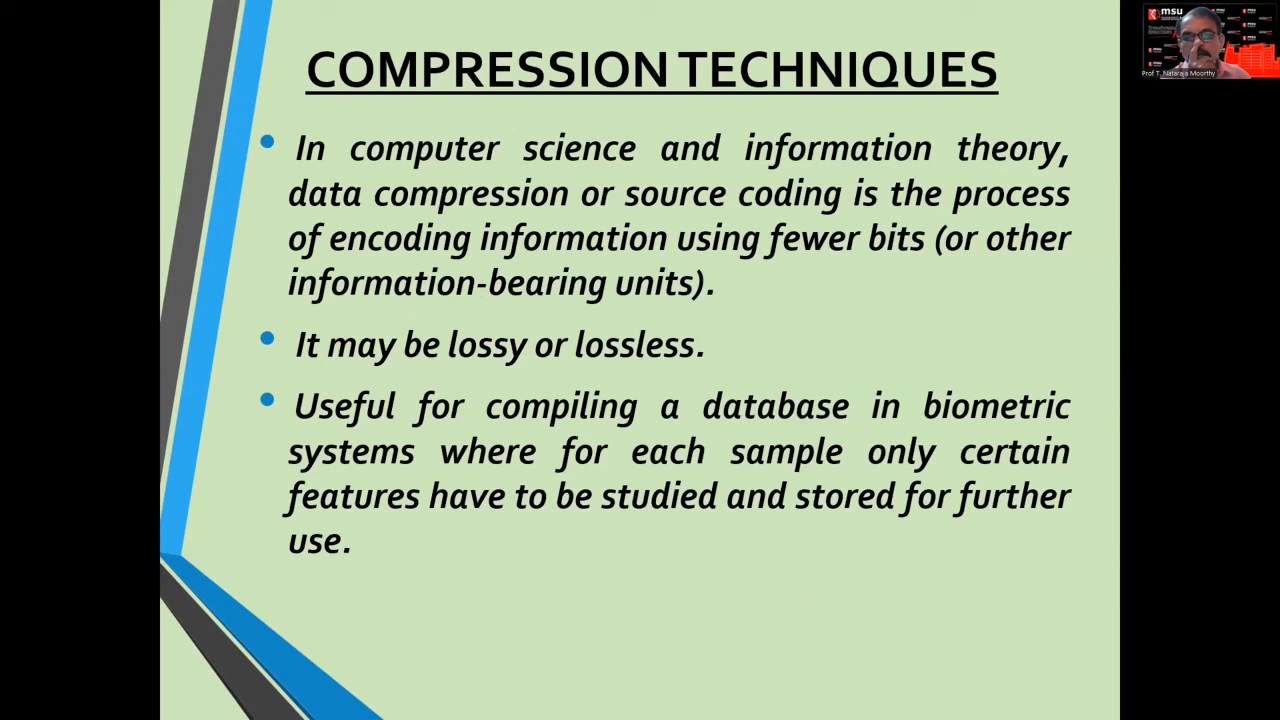 COMPRESSION TECHNIQUES
• In computer science and information theory,
data compression or source coding is the process
of encoding information using fewer bits (or other
information-bearing units).
• It may be lossy or lossless.
• Useful for compiling a database in biometric
systems where for each sample only certain
features have to be studied and stored for further
use.
msu
Prof T. Nataraja Moorthy